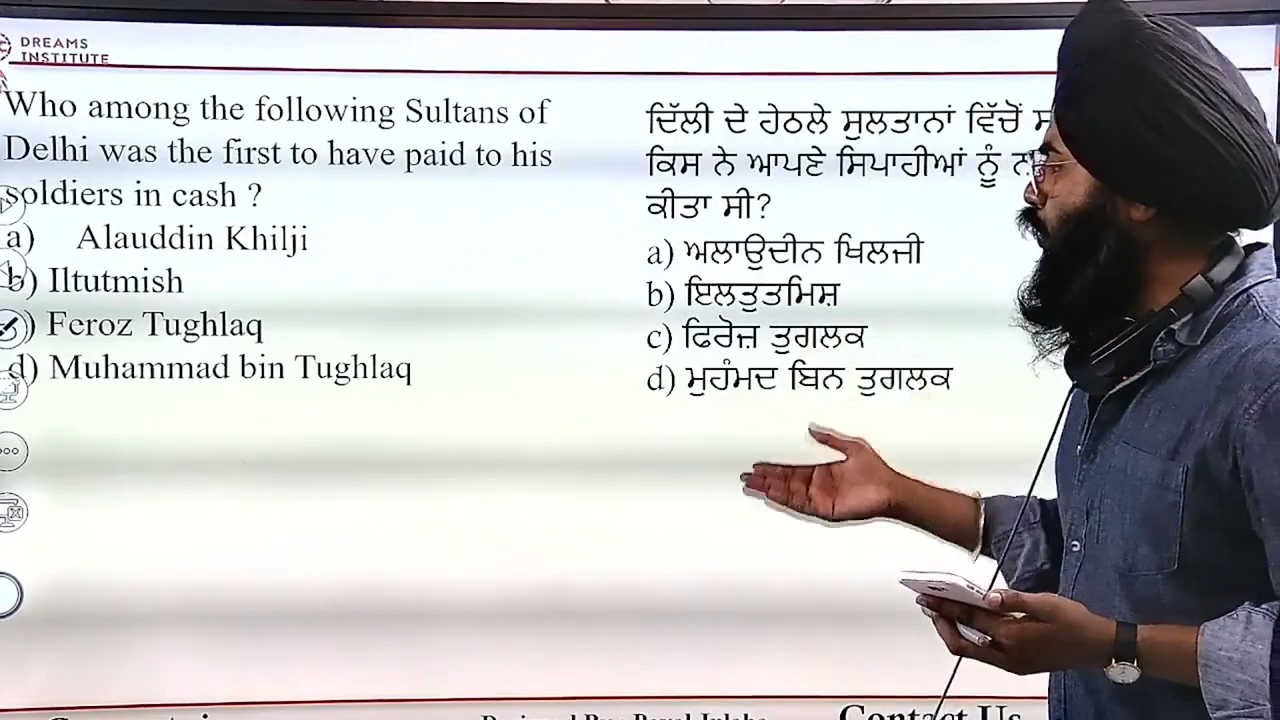 DREAMS
INSTITUTE
Who among the following Sultans of
Delhi was the first to have paid to his
soldiers in cash ?
a) Alauddin Khilji
b) Iltutmish
) Feroz Tughlaq
d) Muhammad bin Tughlaq
ਦਿੱਲੀ ਦੇ ਹੇਠਲੇ ਸੁਲਤਾਨਾਂ ਵਿੱਚੋਂ
ਕਿਸ ਨੇ ਆਪਣੇ ਸਿਪਾਹੀਆਂ ਨੂੰ
ਕੀਤਾ ਸੀ?
a) ਅਲਾਉਦੀਨ ਖਿਲਜੀ
b) ਇਲਤੁਤਮਿਸ਼
c) ਫਿਰੋਜ਼ ਤੁਗਲਕ
d) ਮੁਹੰਮਦ ਬਿਨ ਤੁਗਲਕ
Contact Us